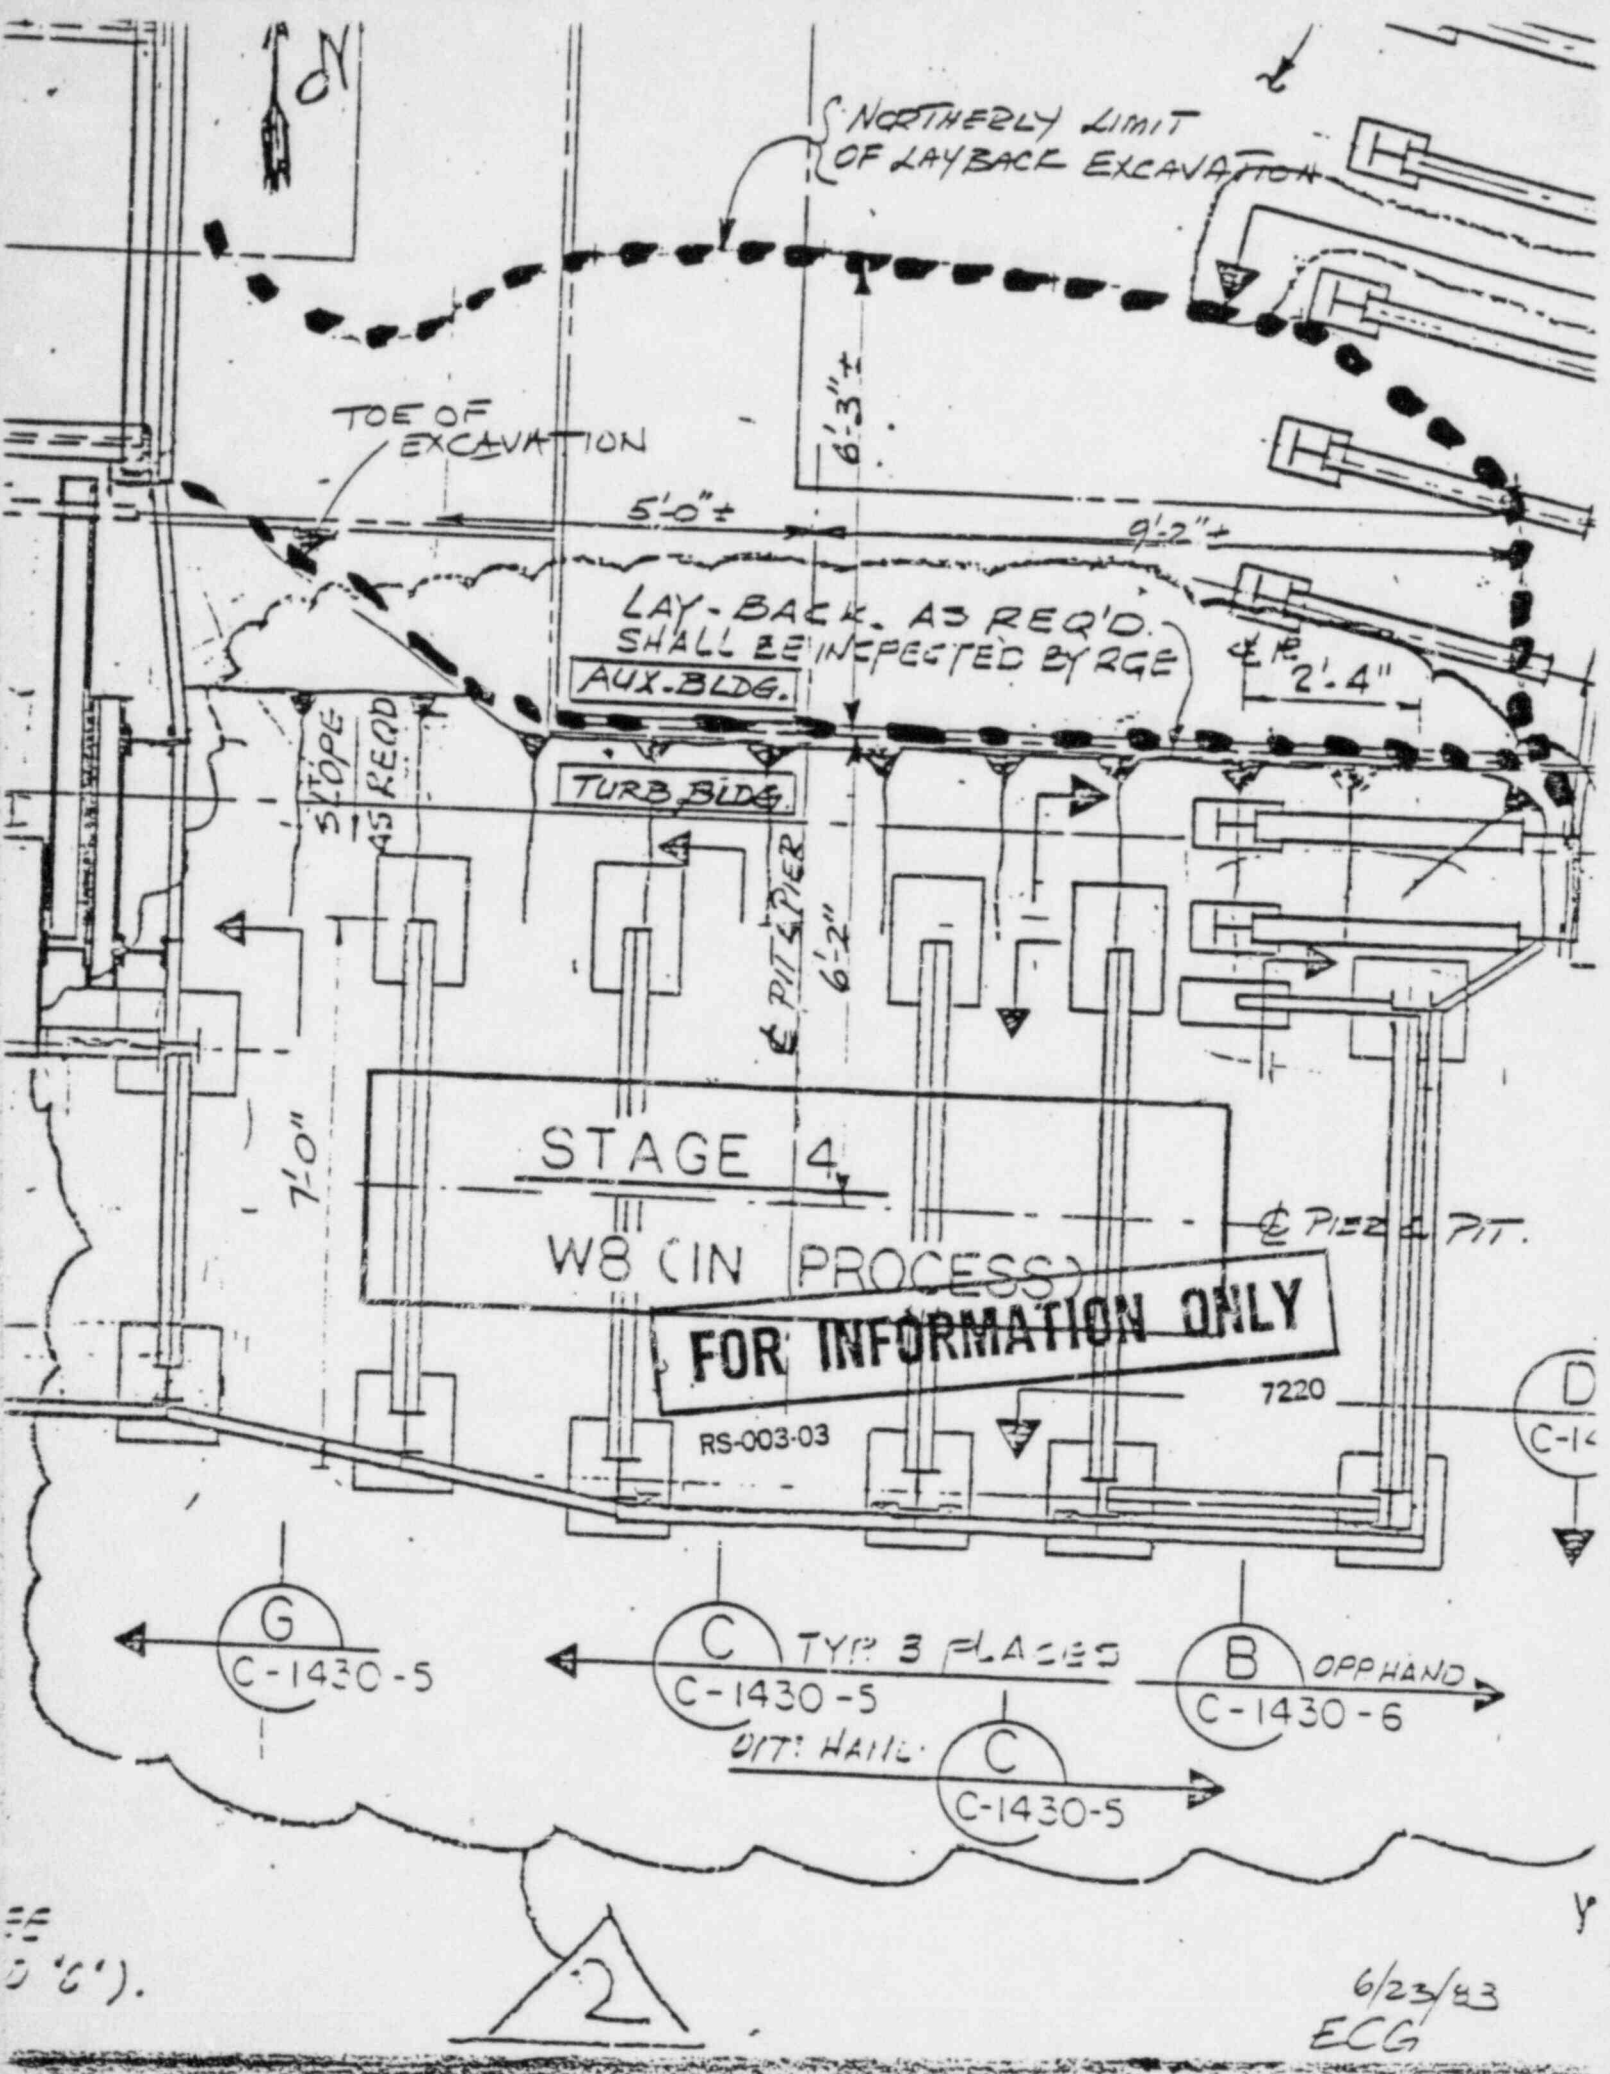 NORTHERLY LIMIT
OF LAYBACK EXCAVATION
TOE OF
EXCAVATION
6'-3"±
5'-0"±
9'-2"±
LAY-BACK. AS REQ'D.
SHALL BE INSPECTED BY RGE
AUX. BLDG.
2'-4"
SLOPE
AS REQD
TURB BLDG
℄ PIT & PIER
6'-2"
7'-0"
STAGE 4
W8 (IN PROCESS)
℄ PIER & PIT.
FOR INFORMATION ONLY
7220
RS-003-03
D
G
C-1430-5
C
TYP. 3 PLACES
C-1430-5
B
OPP HAND
C-1430-6
C
C-1430-5
2
6/23/83
ECG